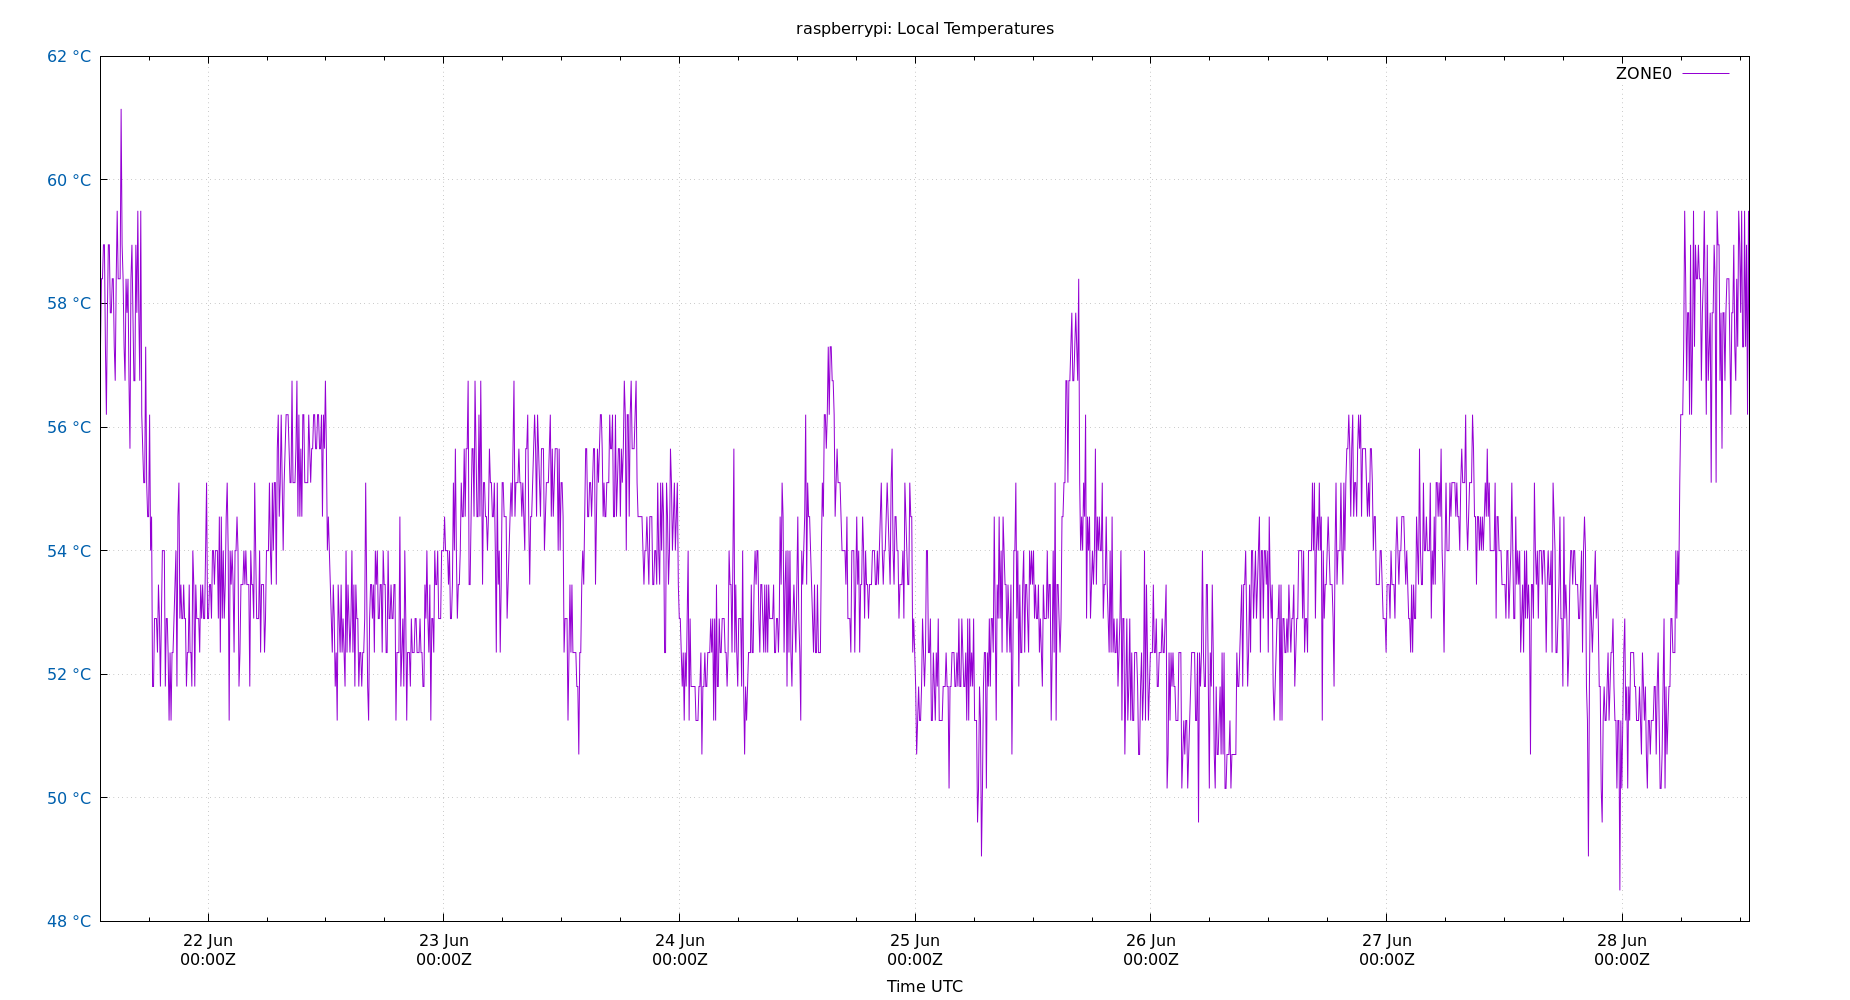 raspberrypi: Local Temperatures
62 °C
ZONE0
60 °C
58 °C
56 °C
54 °C
52 °C
50 °C
48 °C
22 Jun 23 Jun 24 Jun 25 Jun 26 Jun 27 Jun 28 Jun
00:00Z 00:00Z 00:00Z 00:00Z 00:00Z 00:00Z 00:00Z
Time UTC